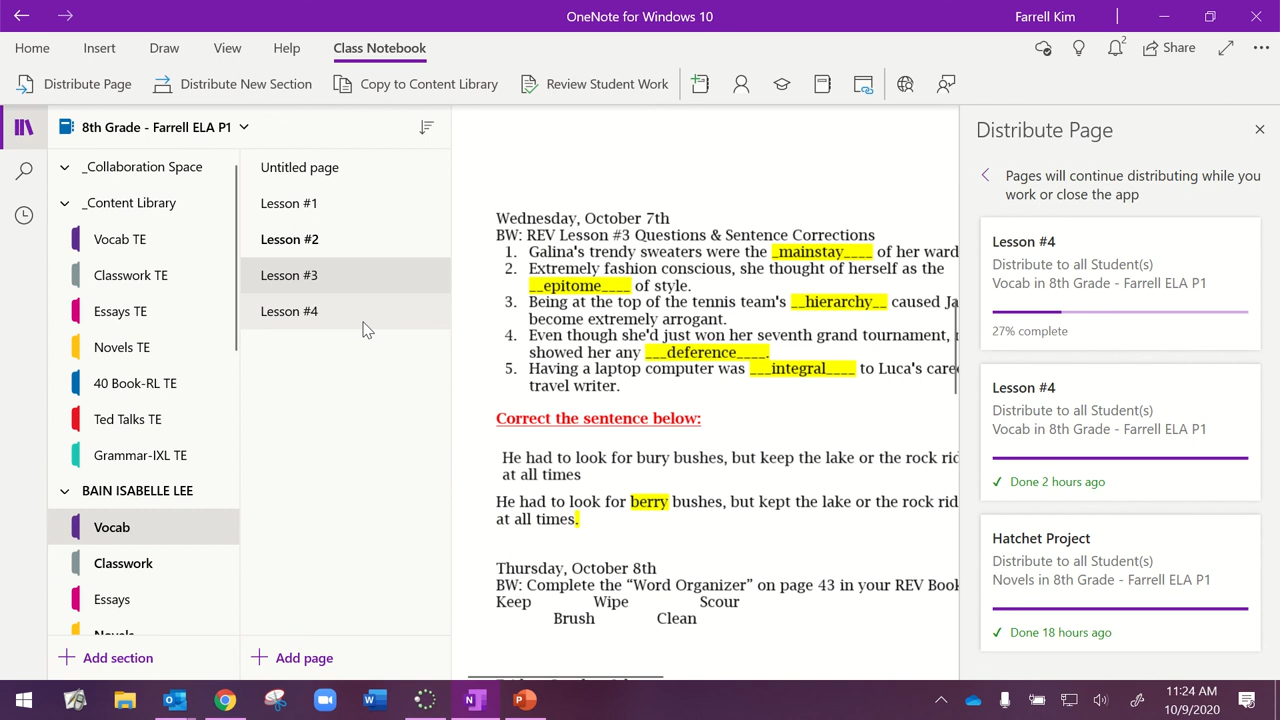 OneNote for Windows 10
Farrell Kim
Home Insert Draw View Help Class Notebook
2
Share
Distribute Page Distribute New Section Copy to Content Library Review Student Work
8th Grade - Farrell ELA P1
_Collaboration Space
_Content Library
Vocab TE
Classwork TE
Essays TE
Novels TE
40 Book-RL TE
Ted Talks TE
Grammar-IXL TE
BAIN ISABELLE LEE
Vocab
Classwork
Essays
Novels
Add section
Untitled page
Lesson #1
Lesson #2
Lesson #3
Lesson #4
Add page
Wednesday, October 7th
BW: REV Lesson #3 Questions & Sentence Corrections
1. Galina's trendy sweaters were the _mainstay____ of her ward
2. Extremely fashion conscious, she thought of herself as the
__epitome____ of style.
3. Being at the top of the tennis team's __hierarchy__ caused Ja
become extremely arrogant.
4. Even though she'd just won her seventh grand tournament,
showed her any ___deference____.
5. Having a laptop computer was ___integral____ to Luca's care
travel writer.
Correct the sentence below:
He had to look for bury bushes, but keep the lake or the rock rid
at all times
He had to look for berry bushes, but kept the lake or the rock rid
at all times.
Thursday, October 8th
BW: Complete the “Word Organizer” on page 43 in your REV Book
Keep Wipe Scour
Brush Clean
Distribute Page
Pages will continue distributing while you
work or close the app
Lesson #4
Distribute to all Student(s)
Vocab in 8th Grade - Farrell ELA P1
27% complete
Lesson #4
Distribute to all Student(s)
Vocab in 8th Grade - Farrell ELA P1
Done 2 hours ago
Hatchet Project
Distribute to all Student(s)
Novels in 8th Grade - Farrell ELA P1
Done 18 hours ago
11:24 AM
10/9/2020